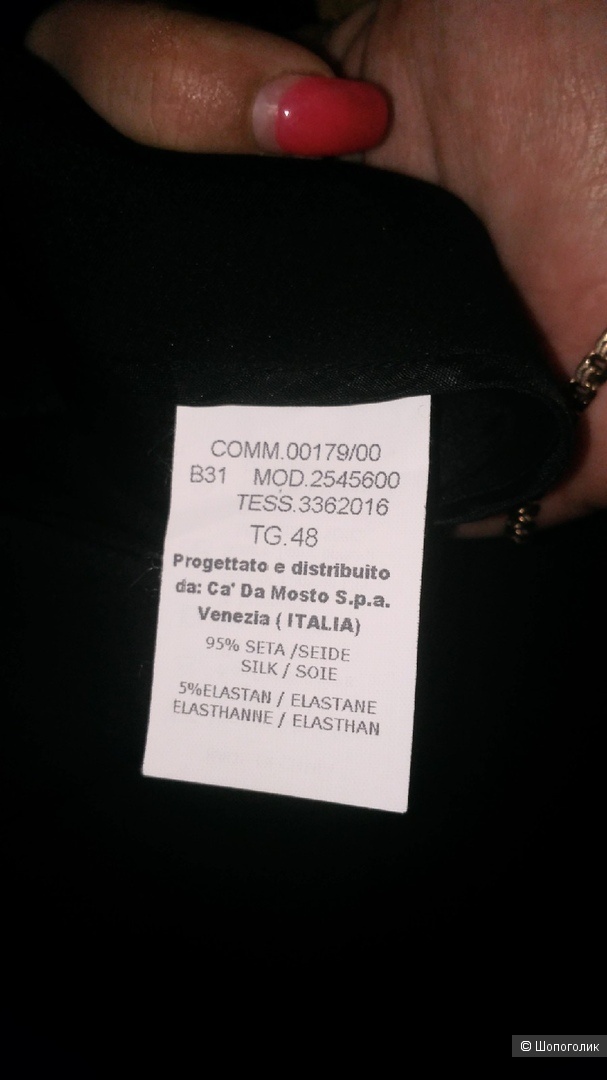 COMM.00179/00
B31 MOD.2545600
TESS.3362016
TG.48
Progettato e distribuito
da: Ca' Da Mosto S.p.a.
Venezia ( ITALIA)
95% SETA /SEIDE
SILK / SOIE
5%ELASTAN / ELASTANE
ELASTHANNE / ELASTHAN
© Шопоголик